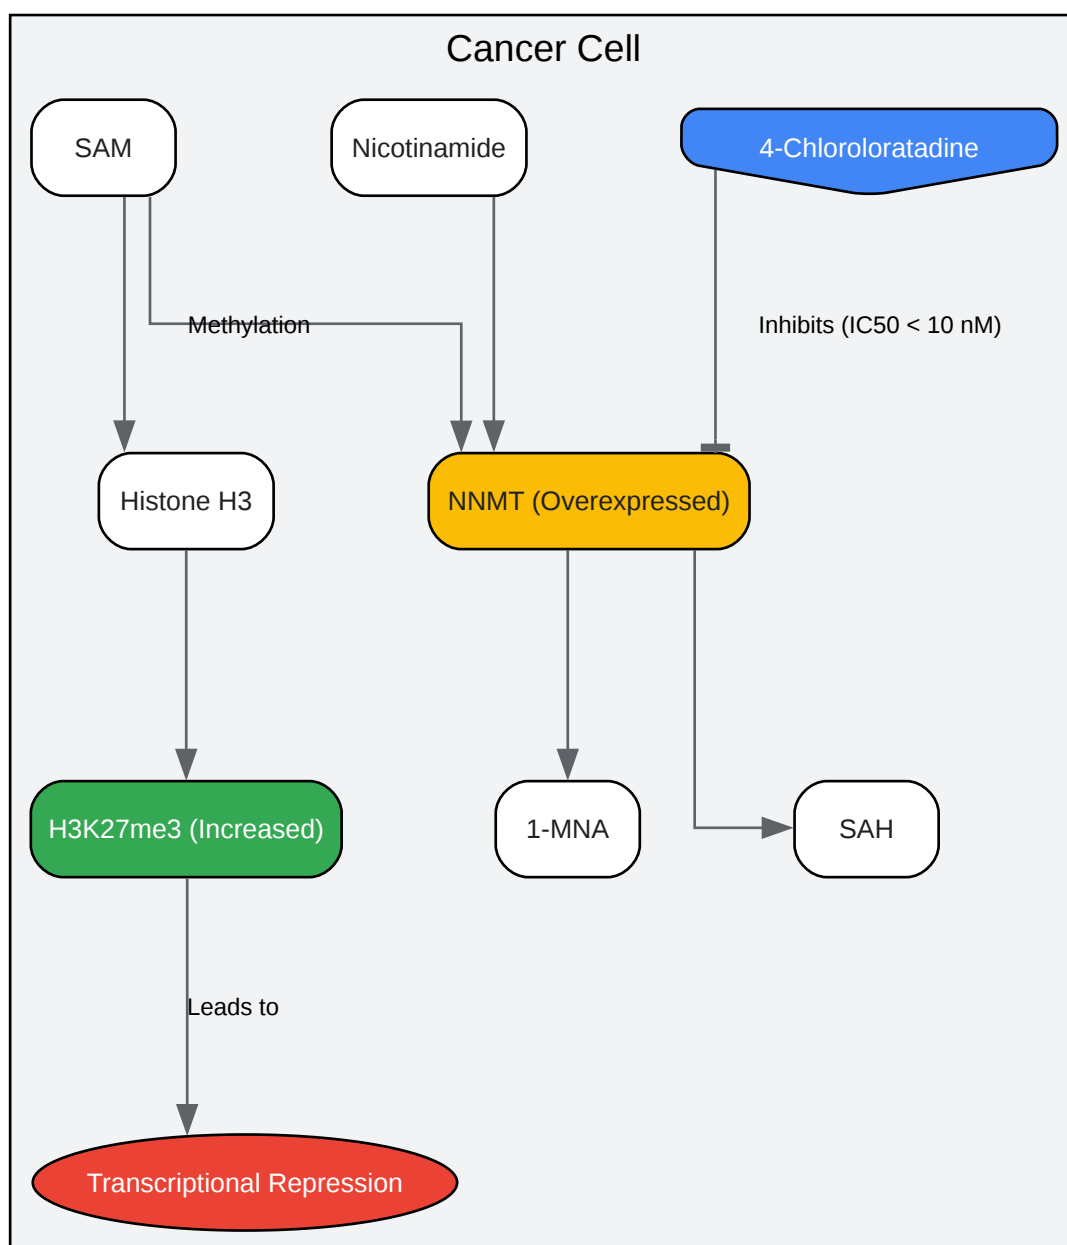 Cancer Cell
SAM
Nicotinamide
4-Chloroloratadine
Methylation
Inhibits (IC50 < 10 nM)
Histone H3
NNMT (Overexpressed)
H3K27me3 (Increased)
1-MNA
SAH
Leads to
Transcriptional Repression